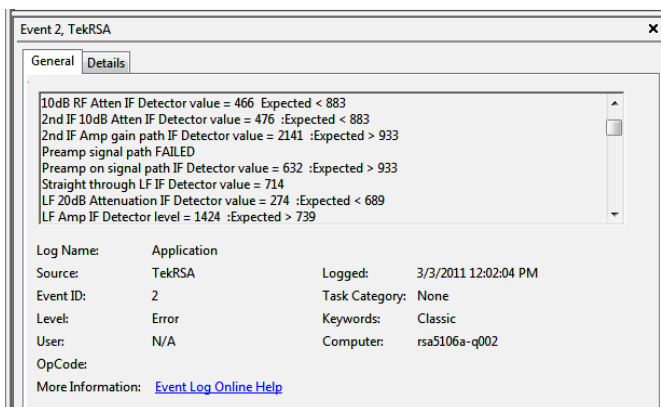 Event 2, TekRSA
General Details
10dB RF Atten IF Detector value = 466 Expected < 883
2nd IF 10dB Atten IF Detector value = 476 :Expected < 883
2nd IF Amp gain path IF Detector value = 2141 :Expected > 933
Preamp signal path FAILED
Preamp on signal path IF Detector value = 632 :Expected > 933
Straight through LF IF Detector value = 714
LF 20dB Attenuation IF Detector value = 274 :Expected < 689
LF Amp IF Detector level = 1424 :Expected > 739
Log Name: Application
Source: TekRSA Logged: 3/3/2011 12:02:04 PM
Event ID: 2 Task Category: None
Level: Error Keywords: Classic
User: N/A Computer: rsa5106a-q002
OpCode:
More Information: Event Log Online Help